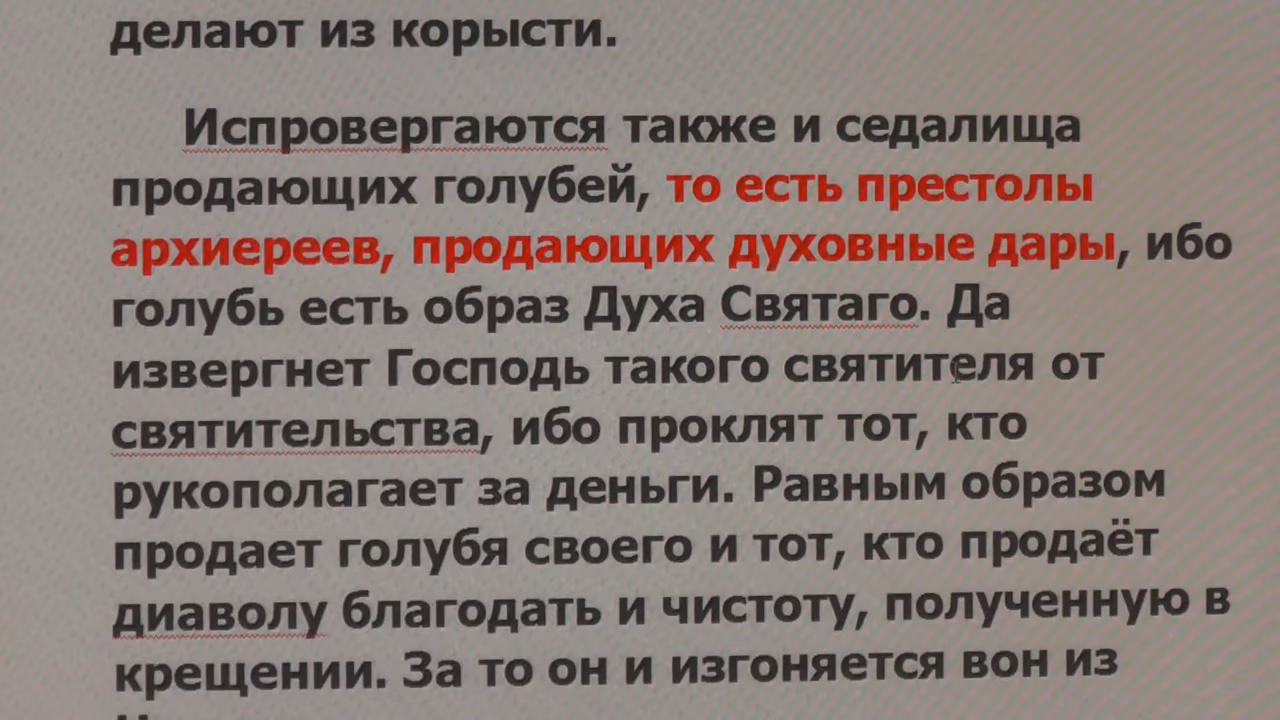 делают из корысти.
Испровергаются также и седалища
продающих голубей, то есть престолы
архиереев, продающих духовные дары, ибо
голубь есть образ Духа Святаго. Да
извергнет Господь такого святителя от
святительства, ибо проклят тот, кто
рукополагает за деньги. Равным образом
продает голубя своего и тот, кто продаёт
диаволу благодать и чистоту, полученную в
крещении. За то он и изгоняется вон из